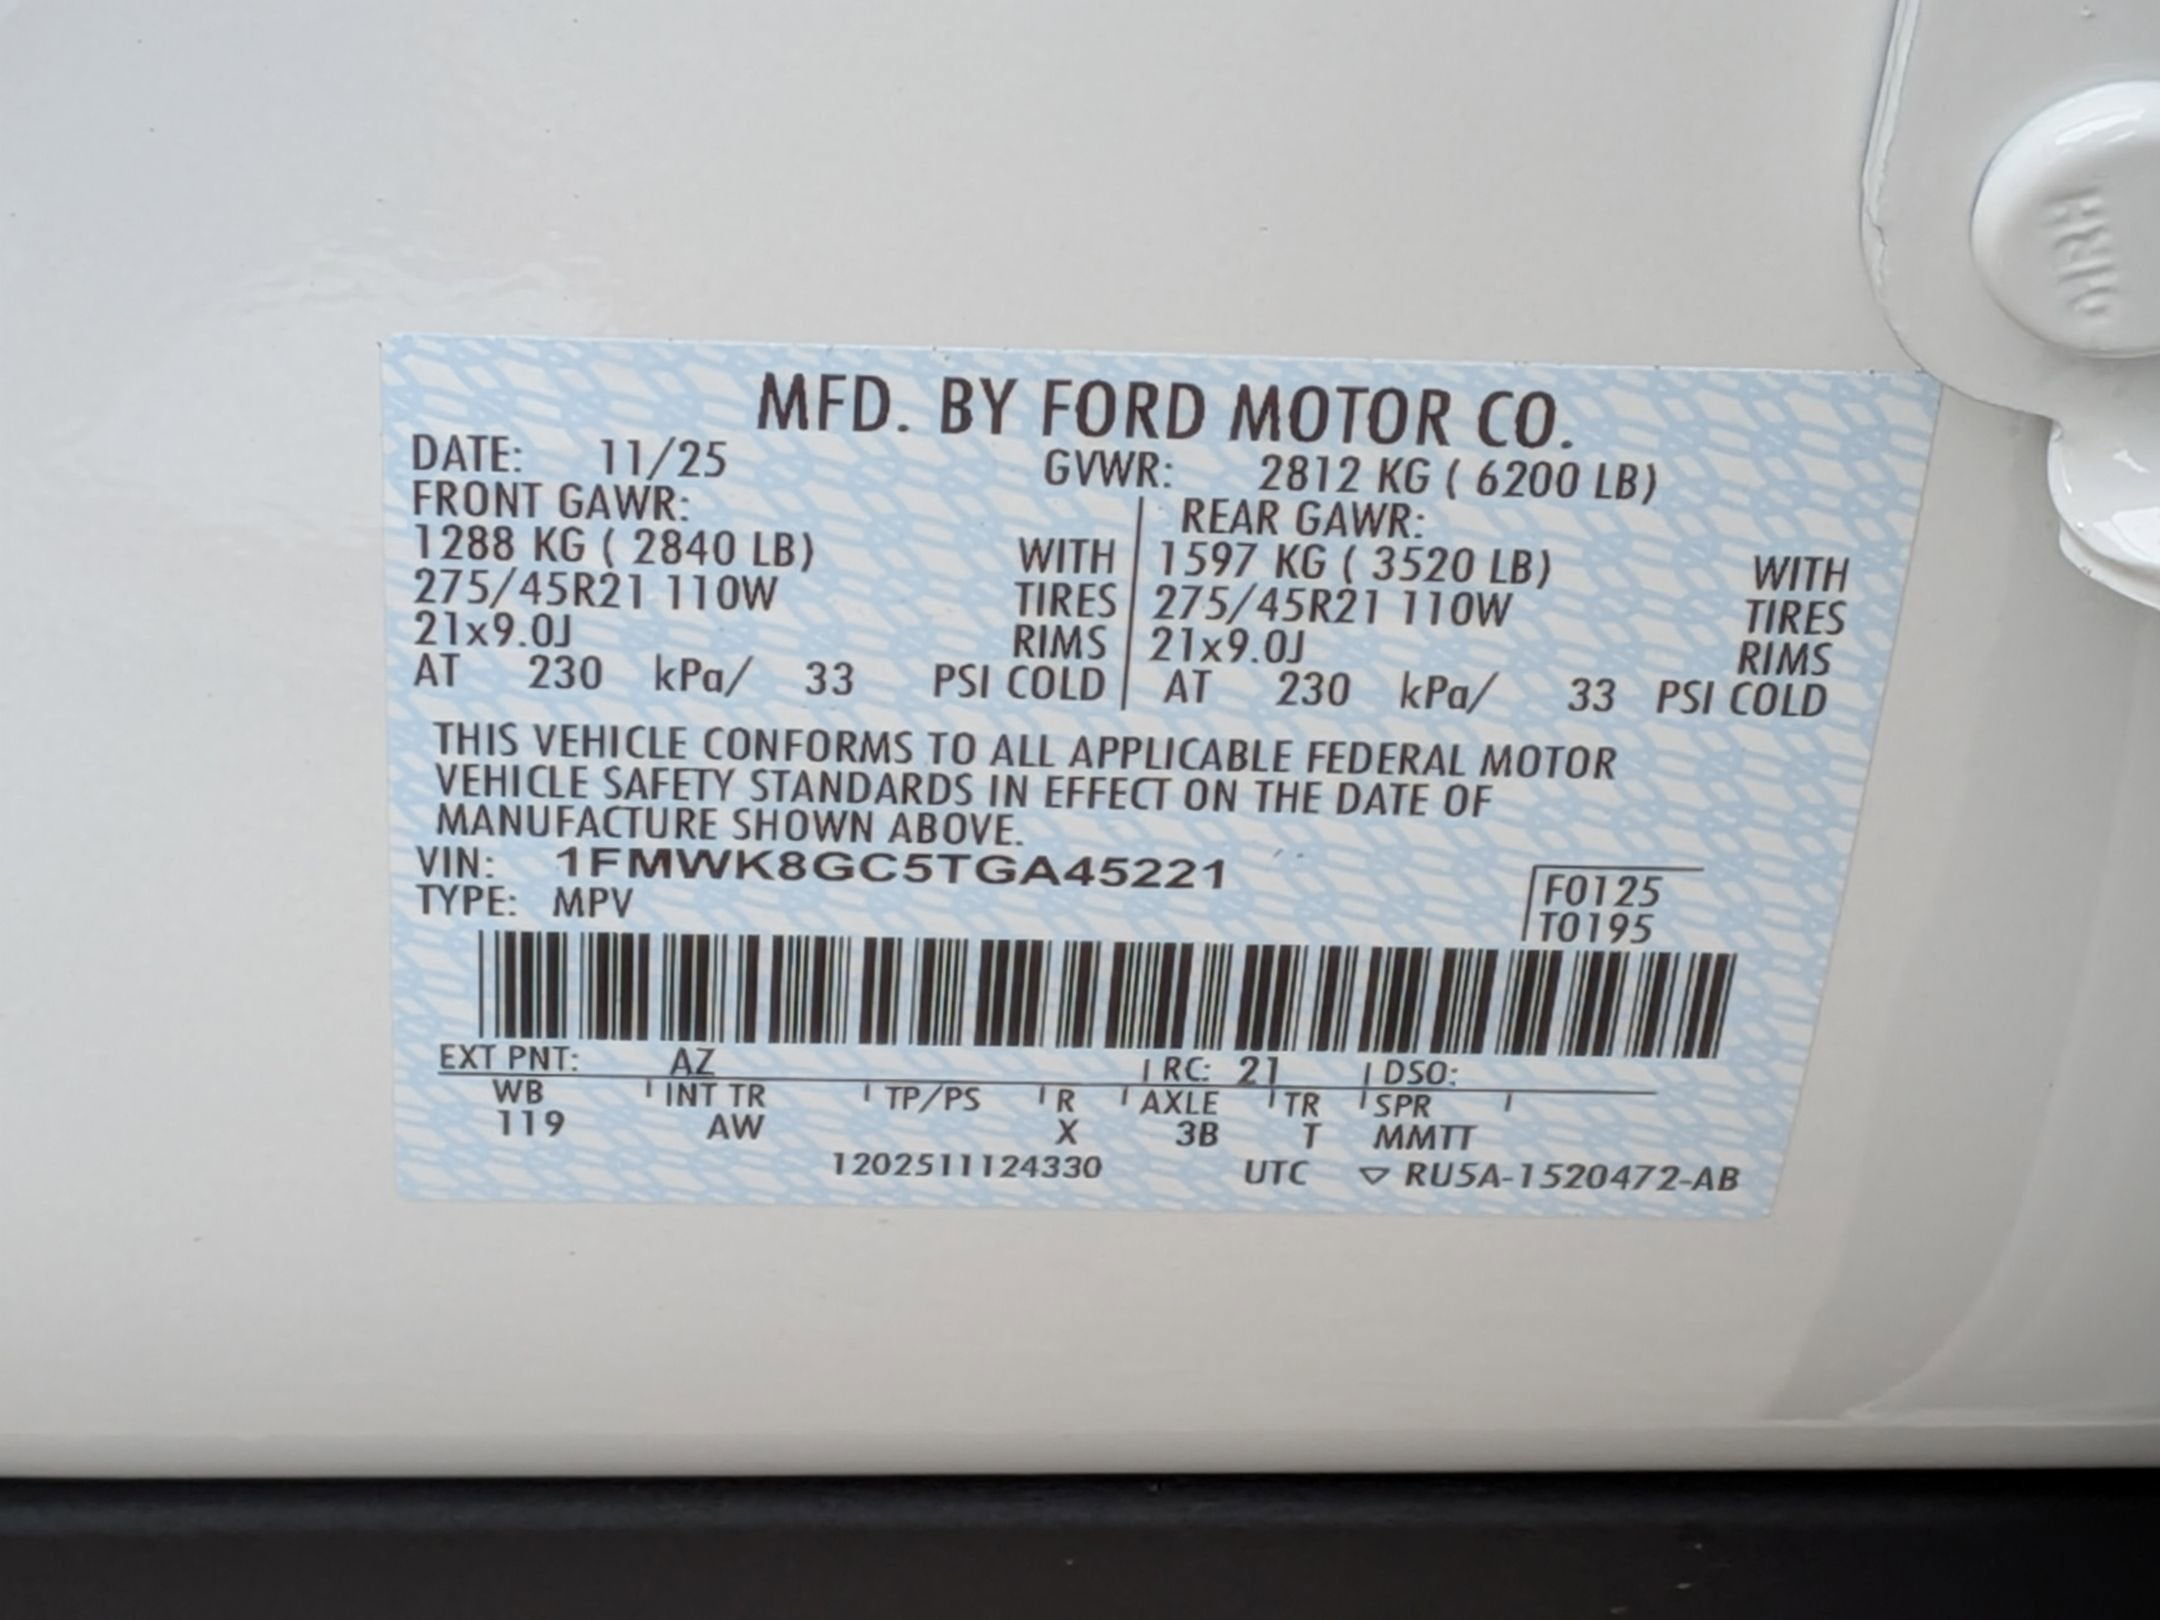 MFD. BY FORD MOTOR CO.
DATE: 11/25 GVWR: 2812 KG ( 6200 LB)
FRONT GAWR: REAR GAWR:
1288 KG ( 2840 LB) WITH 1597 KG ( 3520 LB) WITH
275/45R21 110W TIRES 275/45R21 110W TIRES
21x9.0J RIMS 21x9.0J RIMS
AT 230 kPa/ 33 PSI COLD AT 230 kPa/ 33 PSI COLD
THIS VEHICLE CONFORMS TO ALL APPLICABLE FEDERAL MOTOR
VEHICLE SAFETY STANDARDS IN EFFECT ON THE DATE OF
MANUFACTURE SHOWN ABOVE.
VIN: 1FMWK8GC5TGA45221
TYPE: MPV
F0125
T0195
EXT PNT: AZ RC: 21 DSO:
WB INT TR TP/PS R AXLE TR SPR
119 AW X 3B T MMTT
1202511124330 UTC ▽ RU5A-1520472-AB